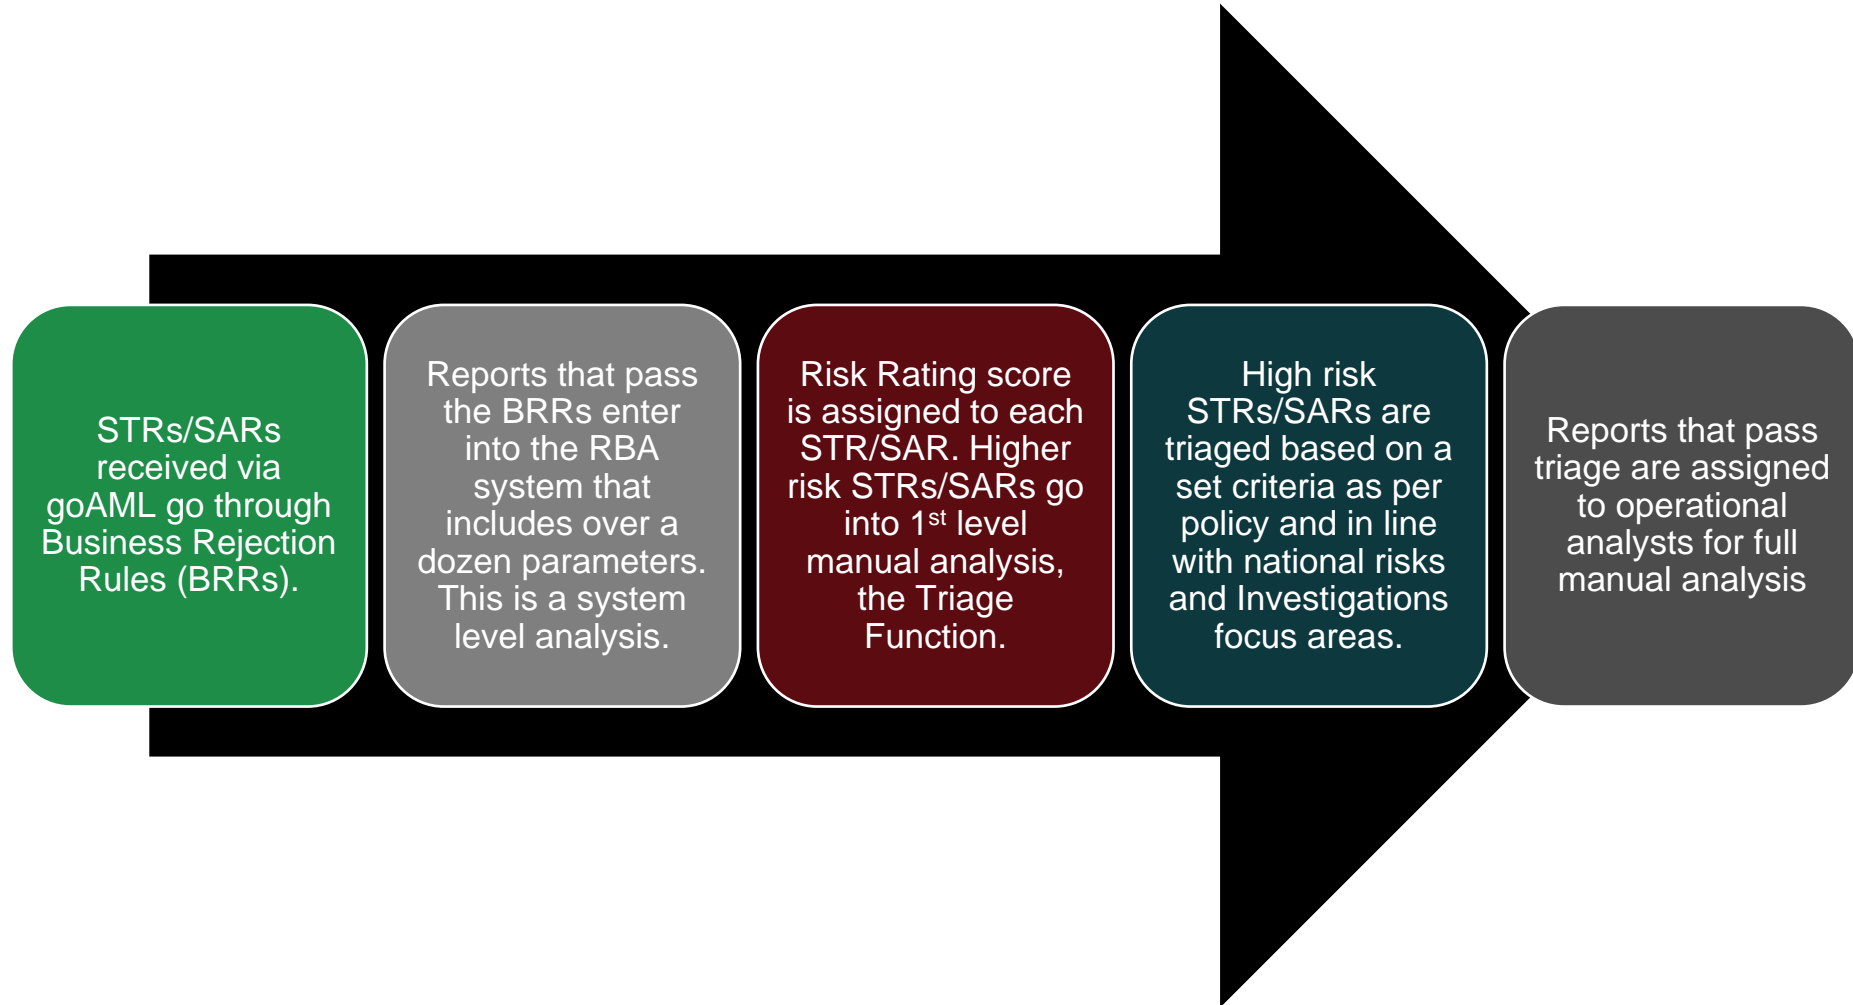 STRs/SARs
received via
goAML go through
Business Rejection
Rules (BRRs).
Reports that pass
the BRRs enter
into the RBA
system that
includes over a
dozen parameters.
This is a system
level analysis.
Risk Rating score
is assigned to each
STR/SAR. Higher
risk STRs/SARs go
into 1st level
manual analysis,
the Triage
Function.
High risk
STRs/SARs are
triaged based on a
set criteria as per
policy and in line
with national risks
and Investigations
focus areas.
Reports that pass
triage are assigned
to operational
analysts for full
manual analysis